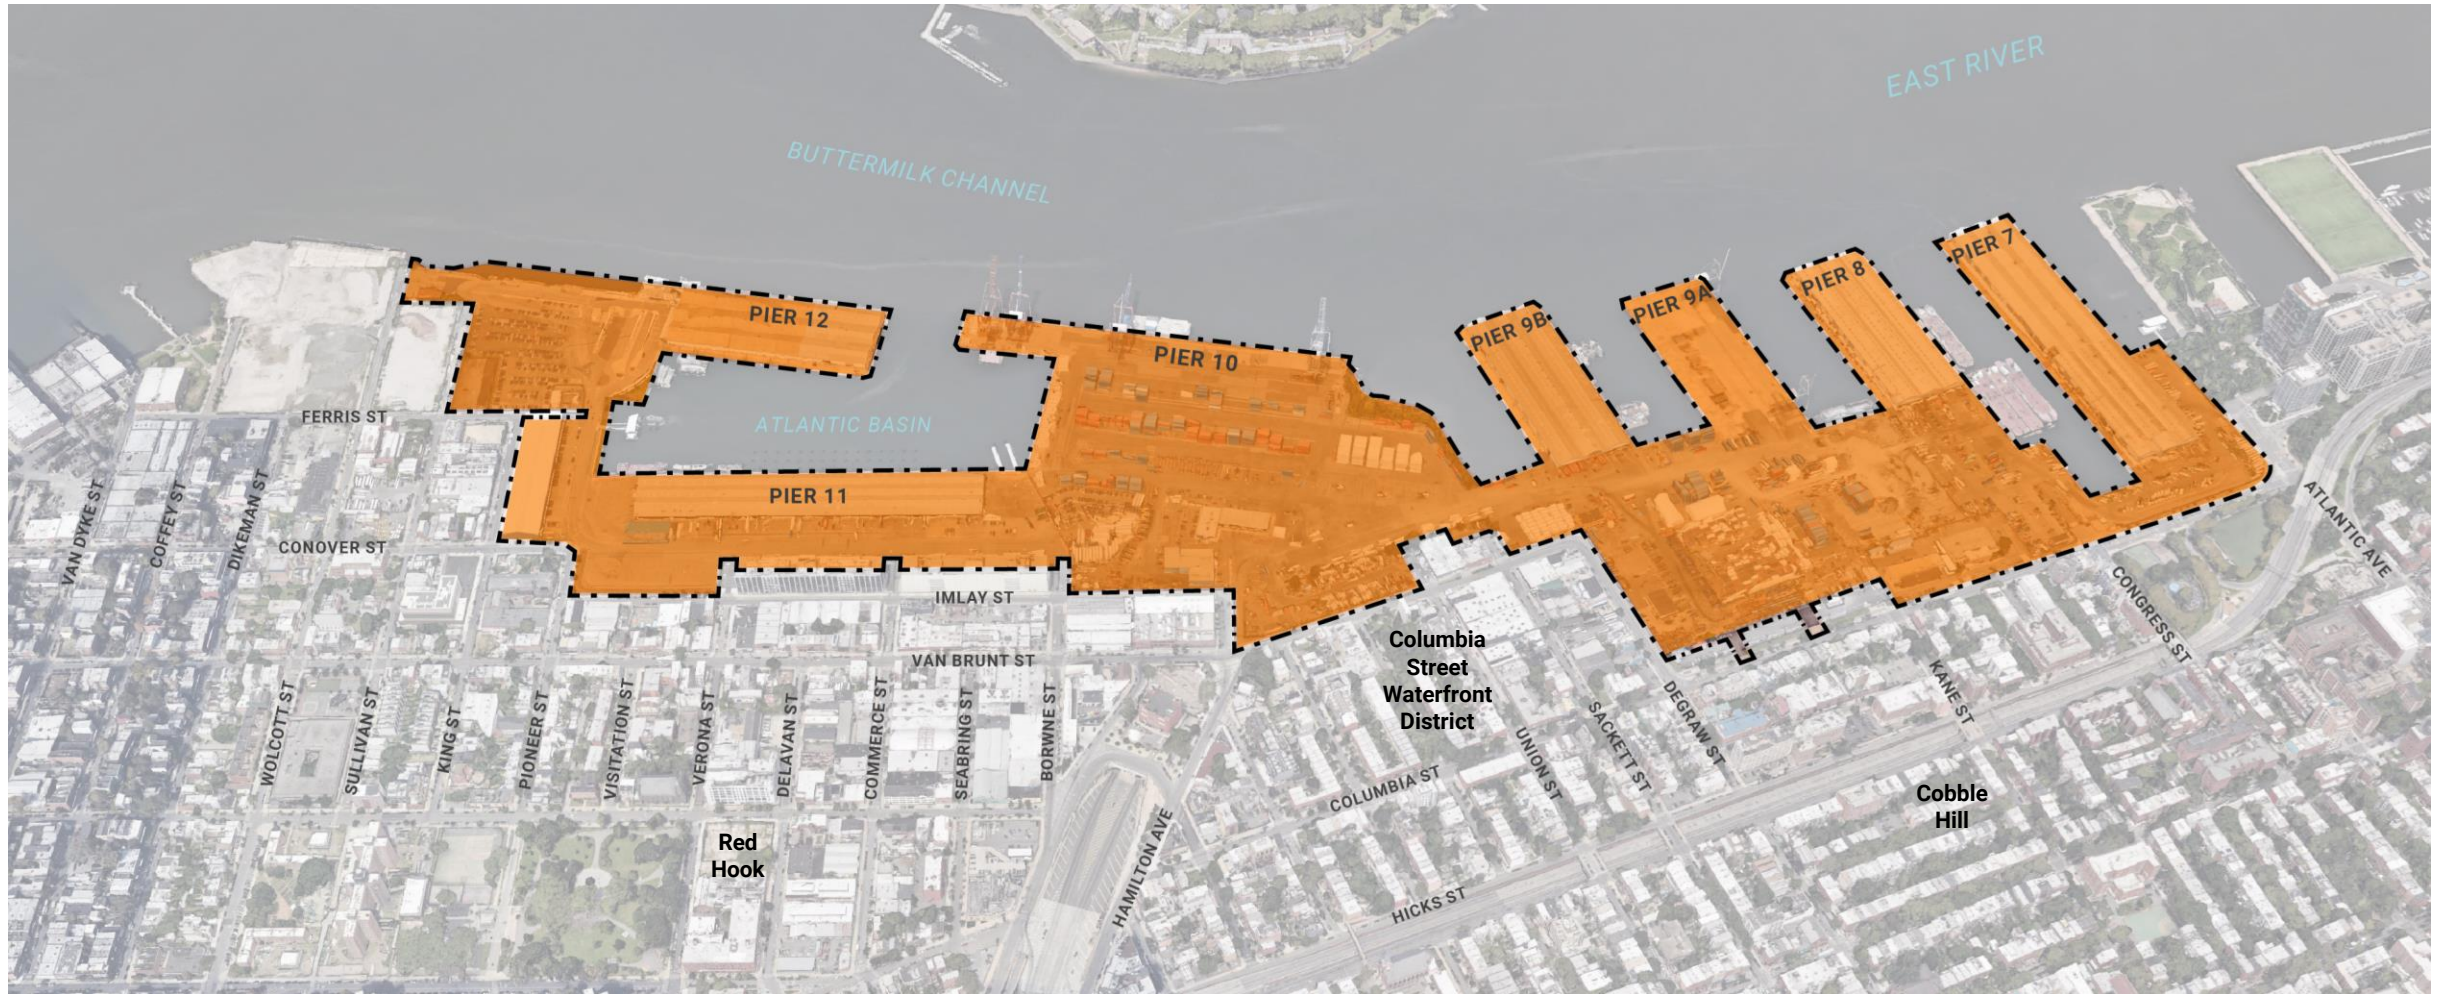 EAST RIVER
BUTTERMILK CHANNEL
PIER 7
PIER 8
PIER 9A
PIER 9B
PIER 12
PIER 10
ATLANTIC BASIN
FERRIS ST
PIER 11
CONOVER ST
VAN DYKE ST
COFFEY ST
DIKEMAN ST
ATLANTIC AVE
IMLAY ST
CONGRESS ST
Columbia
Street
Waterfront
District
VAN BRUNT ST
KANE ST
WOLCOTT ST
SULLIVAN ST
KING ST
PIONEER ST
VISITATION ST
VERONA ST
DELAVAN ST
COMMERCE ST
SEABRING ST
BORWNE ST
DEGRAW ST
SACKETT ST
UNION ST
COLUMBIA ST
Cobble
Hill
Red
Hook
HAMILTON AVE
HICKS ST